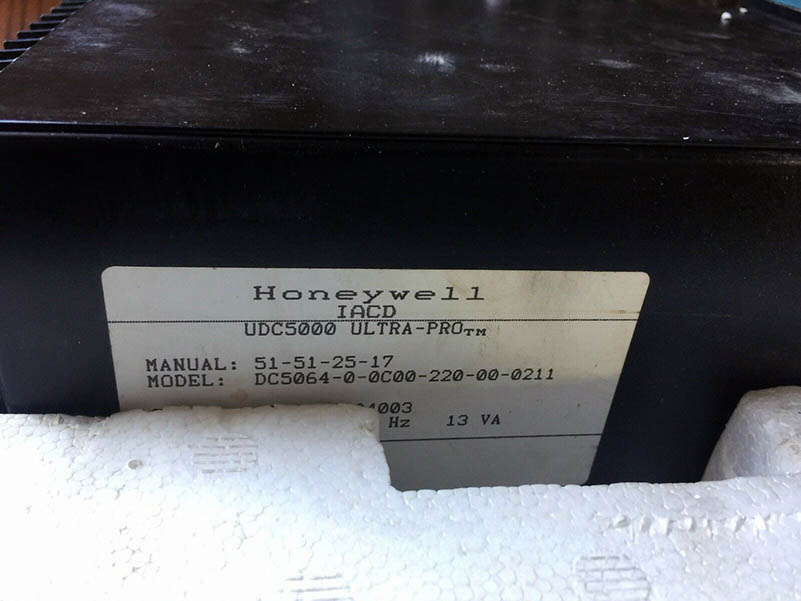 Honeywell
IACD
UDC5000 ULTRA-PRO™
MANUAL: 51-51-25-17
MODEL: DC5064-0-0C00-220-00-0211
4003
Hz 13 VA